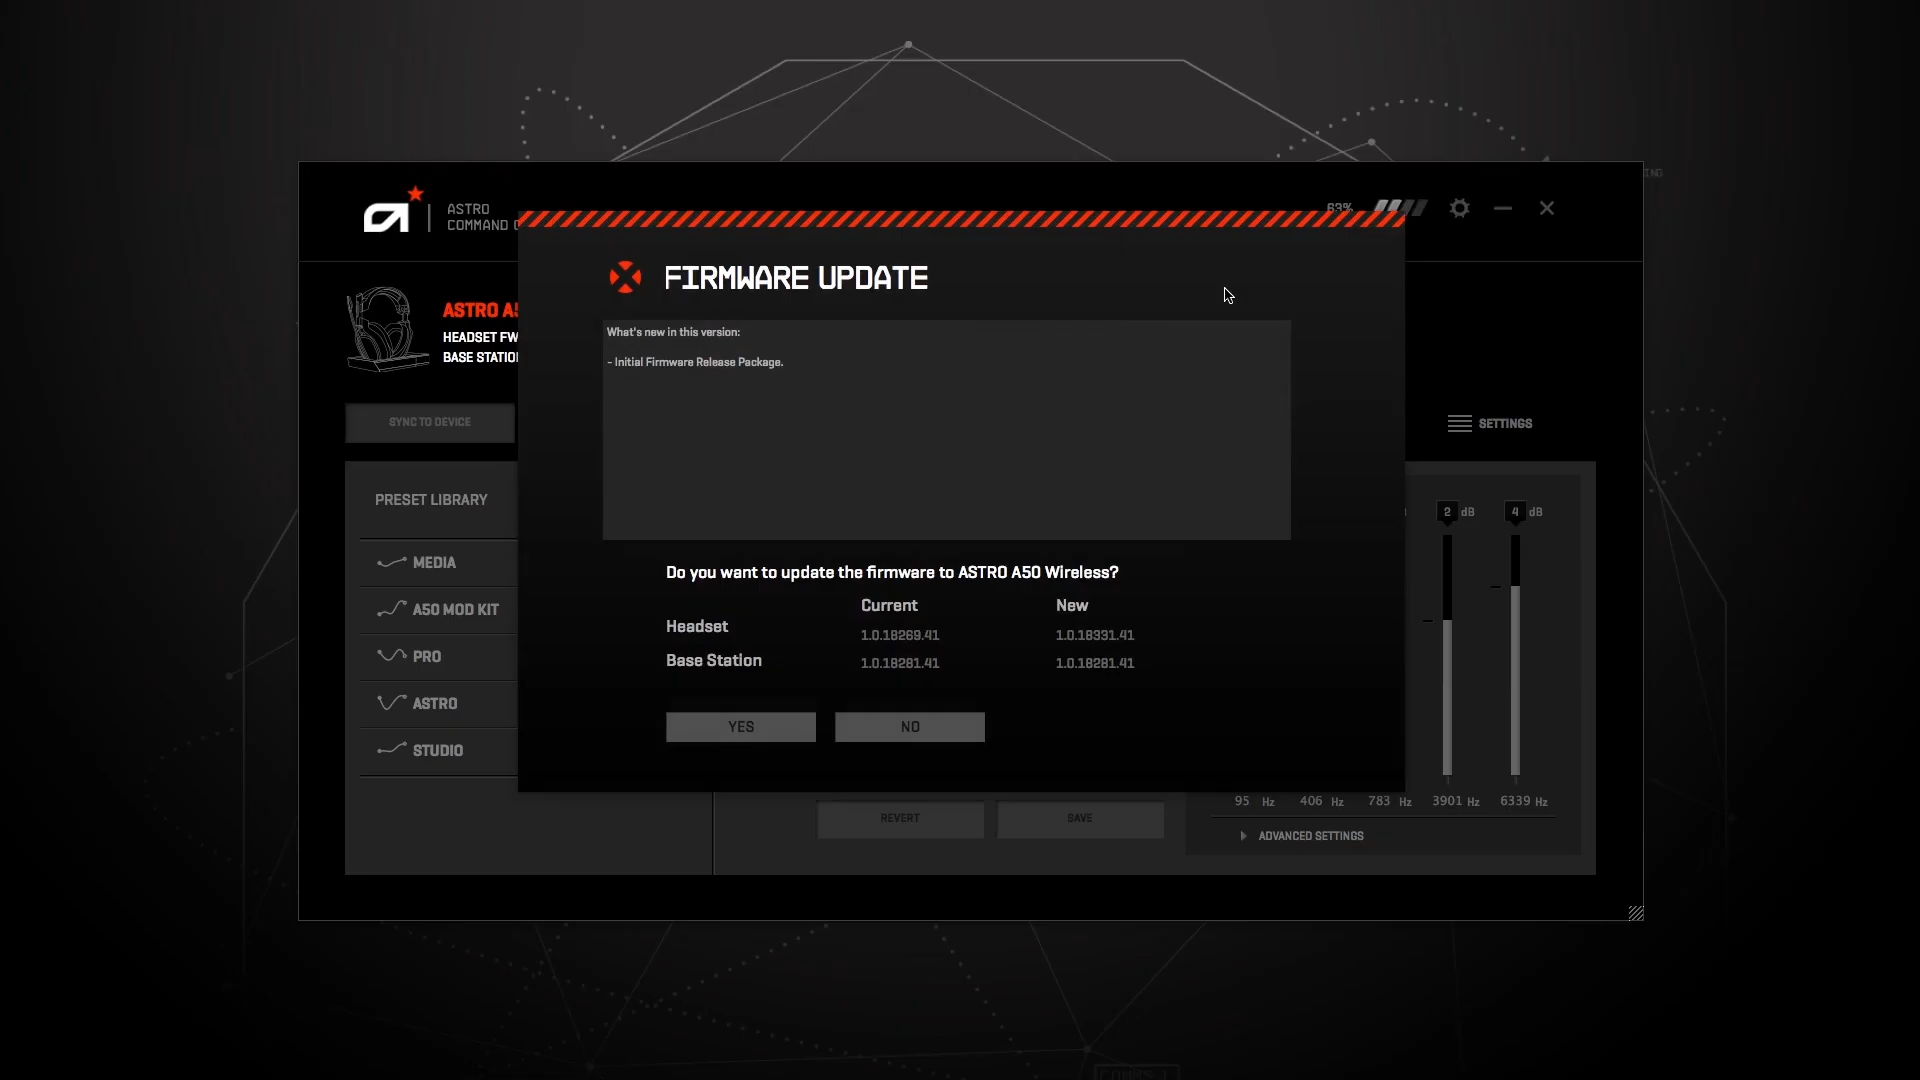 ASTRO
COMMAND C
63%
FIRMWARE UPDATE
ASTRO A5
HEADSET FW
BASE STATIO
What's new in this version:
- Initial Firmware Release Package.
SYNC TO DEVICE
SETTINGS
PRESET LIBRARY
MEDIA
A50 MOD KIT
PRO
ASTRO
STUDIO
Do you want to update the firmware to ASTRO A50 Wireless?
Current New
Headset 1.0.18269.41 1.0.18331.41
Base Station 1.0.18281.41 1.0.18281.41
YES NO
2 dB 4 dB
95 Hz 406 Hz 783 Hz 3901 Hz 6339 Hz
REVERT SAVE
ADVANCED SETTINGS